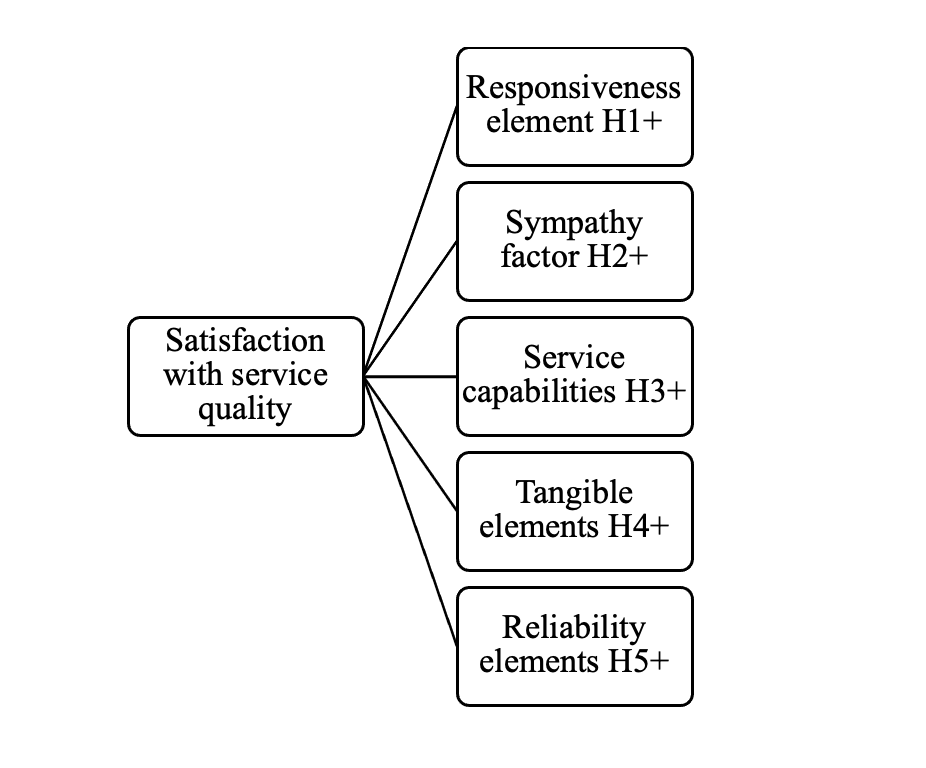 Responsiveness
element H1+
Sympathy
factor H2+
Satisfaction
with service
quality
Service
capabilities H3+
Tangible
elements H4+
Reliability
elements H5+